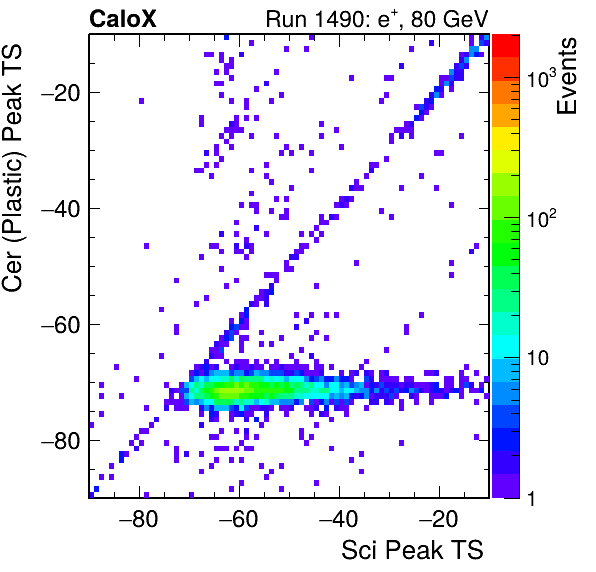 CaloX Run 1490: e⁺, 80 GeV
Cer (Plastic) Peak TS
−20
−40
−60
−80
−80 −60 −40 −20
Sci Peak TS
Events
10³
10²
10
1